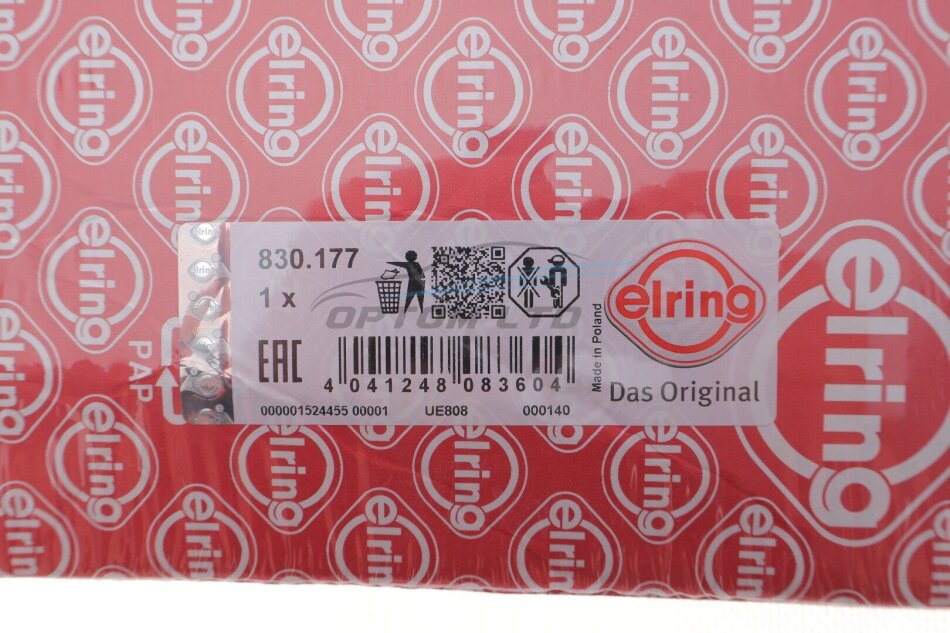 830.177
1 x
EAC
4 041248 083604
000001524455 00001 UE808 000140
Made in Poland
elring
Das Original
OPTOM LTD
PAP
elring